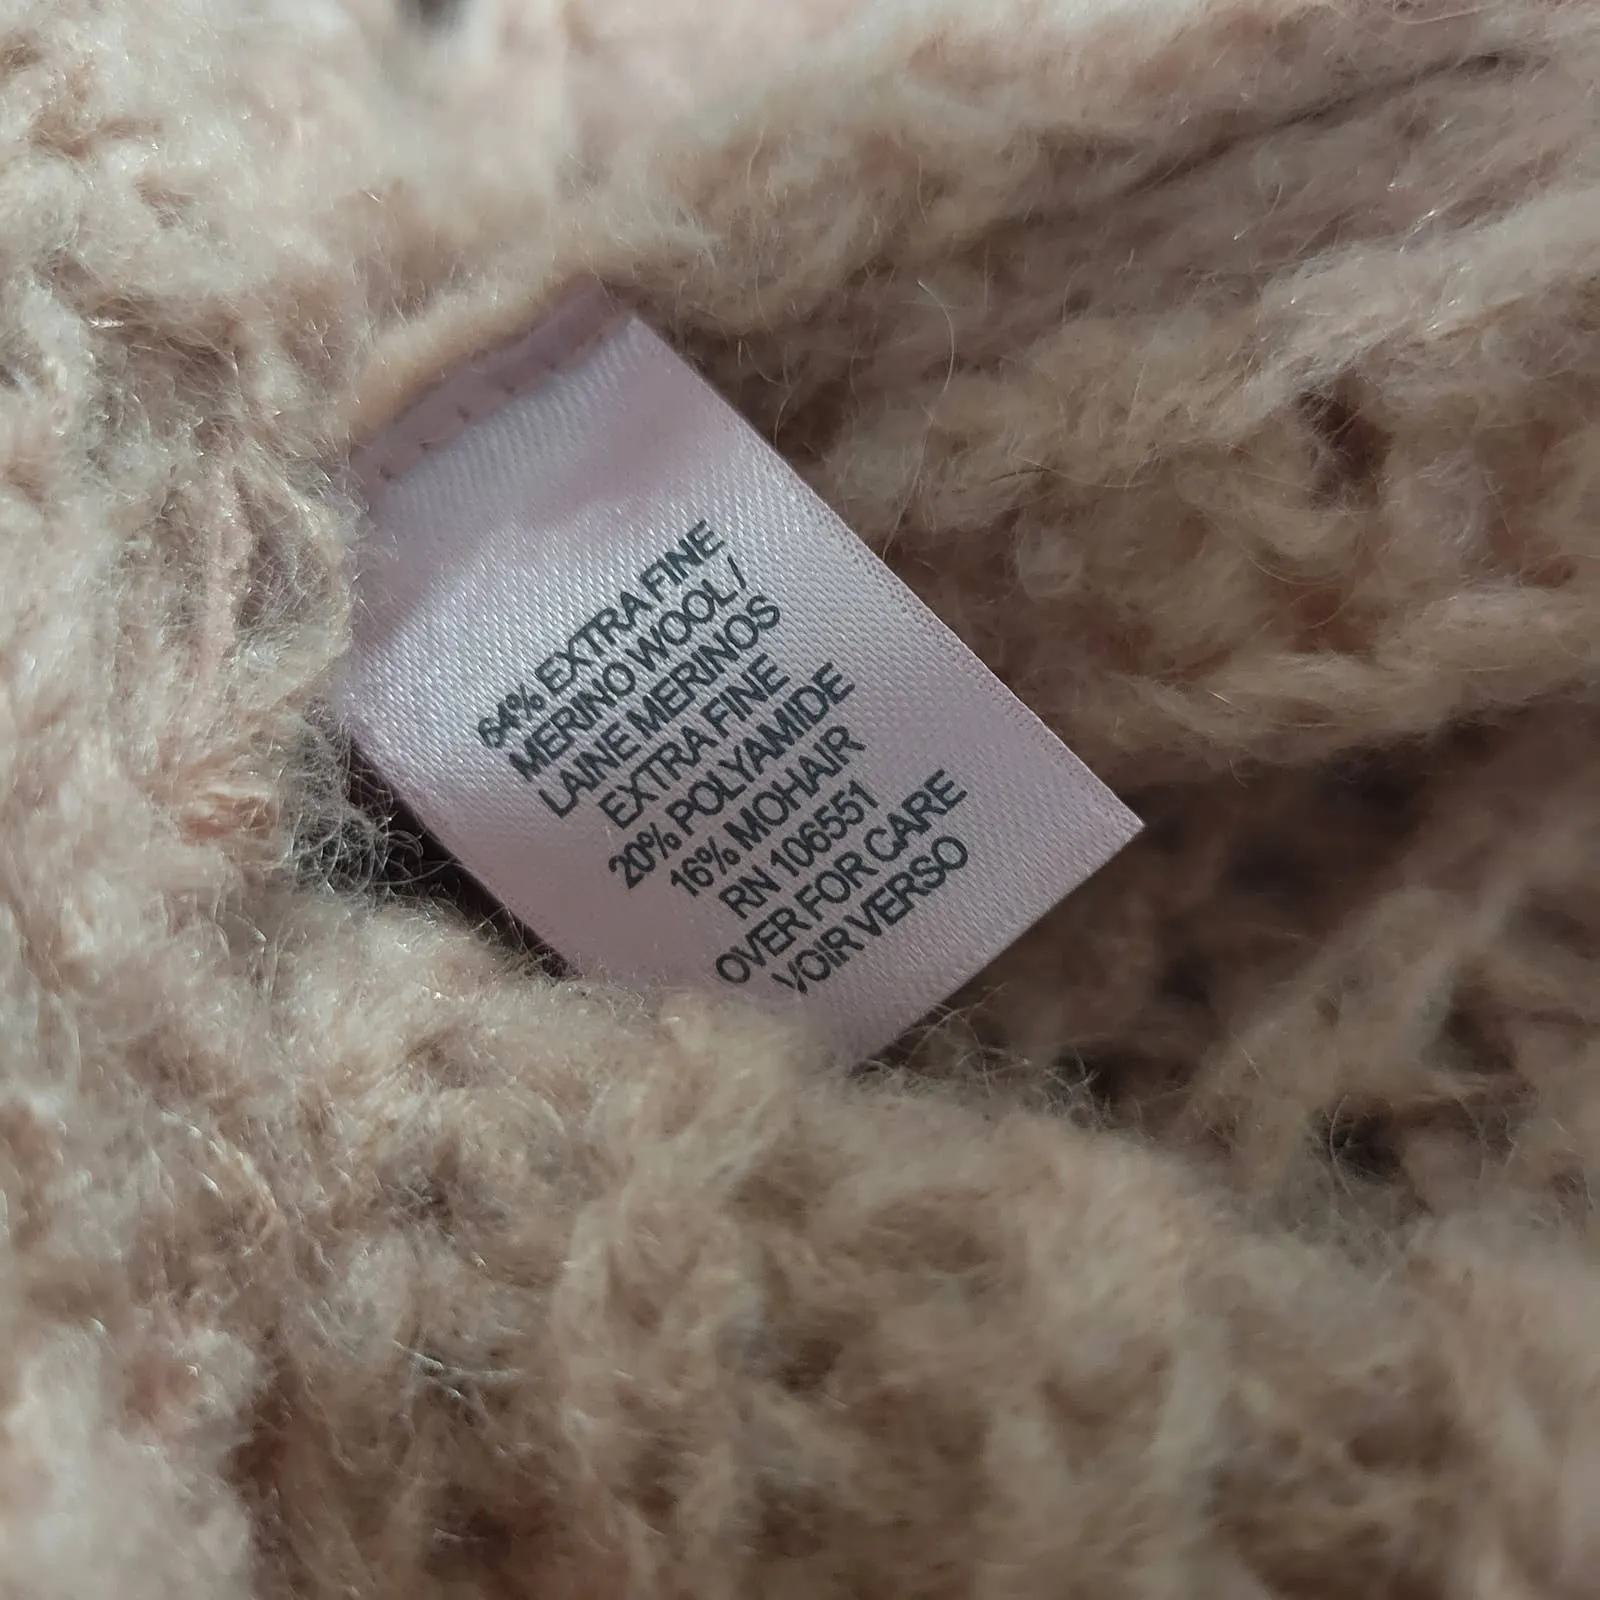 64% EXTRA FINE
MERINO WOOL /
LAINE MERINOS
EXTRA FINE
20% POLYAMIDE
16% MOHAIR
RN 106551
OVER FOR CARE
VOIR VERSO